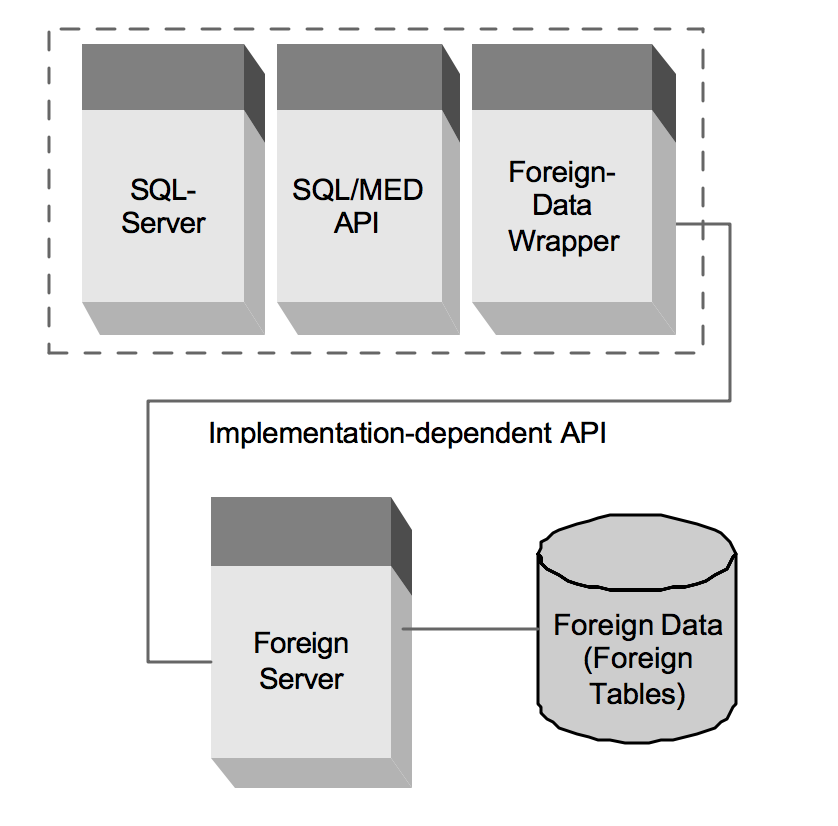 SQL-
Server
SQL/MED
API
Foreign-
Data
Wrapper
Implementation-dependent API
Foreign
Server
Foreign Data
(Foreign
Tables)